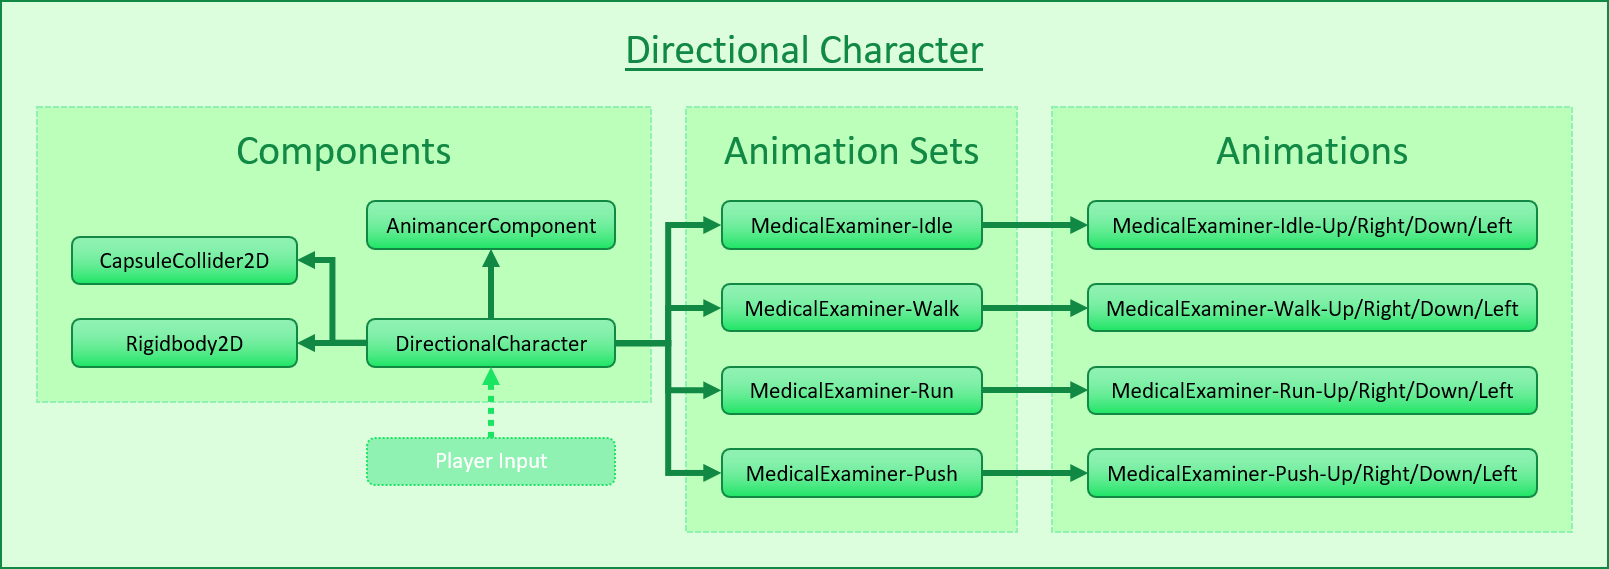 Directional Character
Components
AnimancerComponent
CapsuleCollider2D
Rigidbody2D
DirectionalCharacter
Player Input
Animation Sets
MedicalExaminer-Idle
MedicalExaminer-Walk
MedicalExaminer-Run
MedicalExaminer-Push
Animations
MedicalExaminer-Idle-Up/Right/Down/Left
MedicalExaminer-Walk-Up/Right/Down/Left
MedicalExaminer-Run-Up/Right/Down/Left
MedicalExaminer-Push-Up/Right/Down/Left